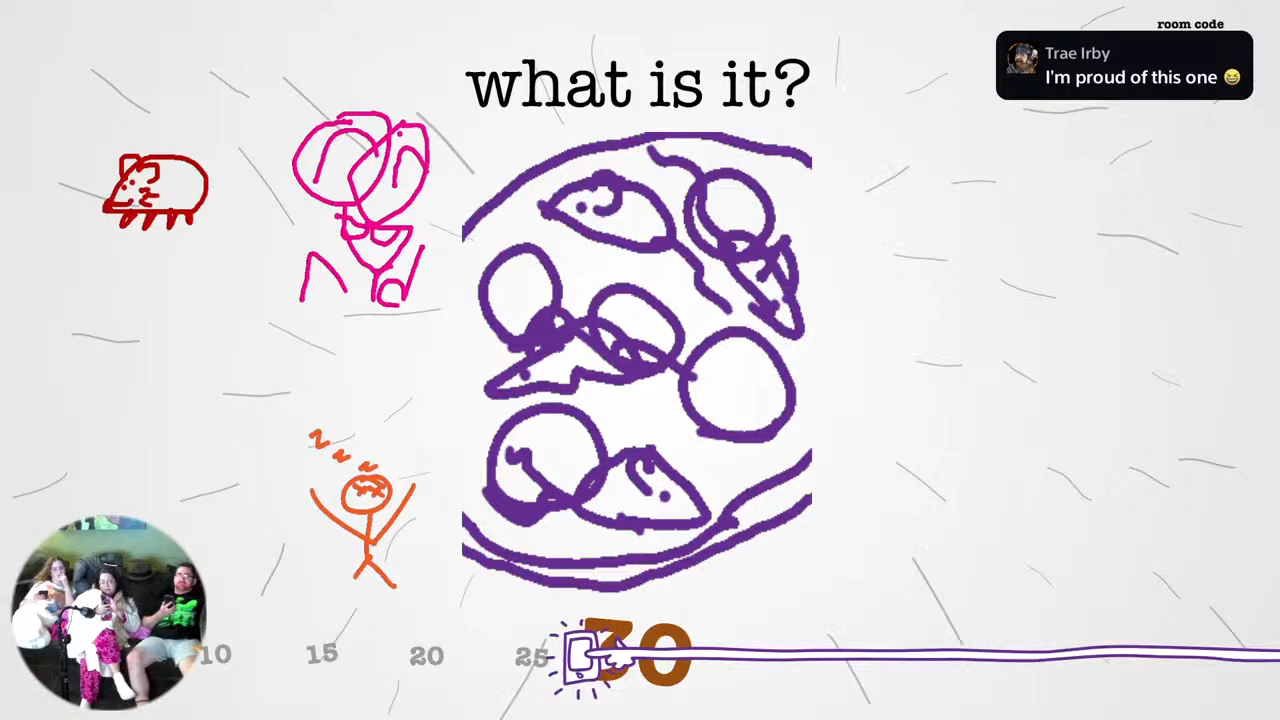 room code
Trae Irby
I'm proud of this one 😆
what is it?
z
N N N
10 15 20 25 30